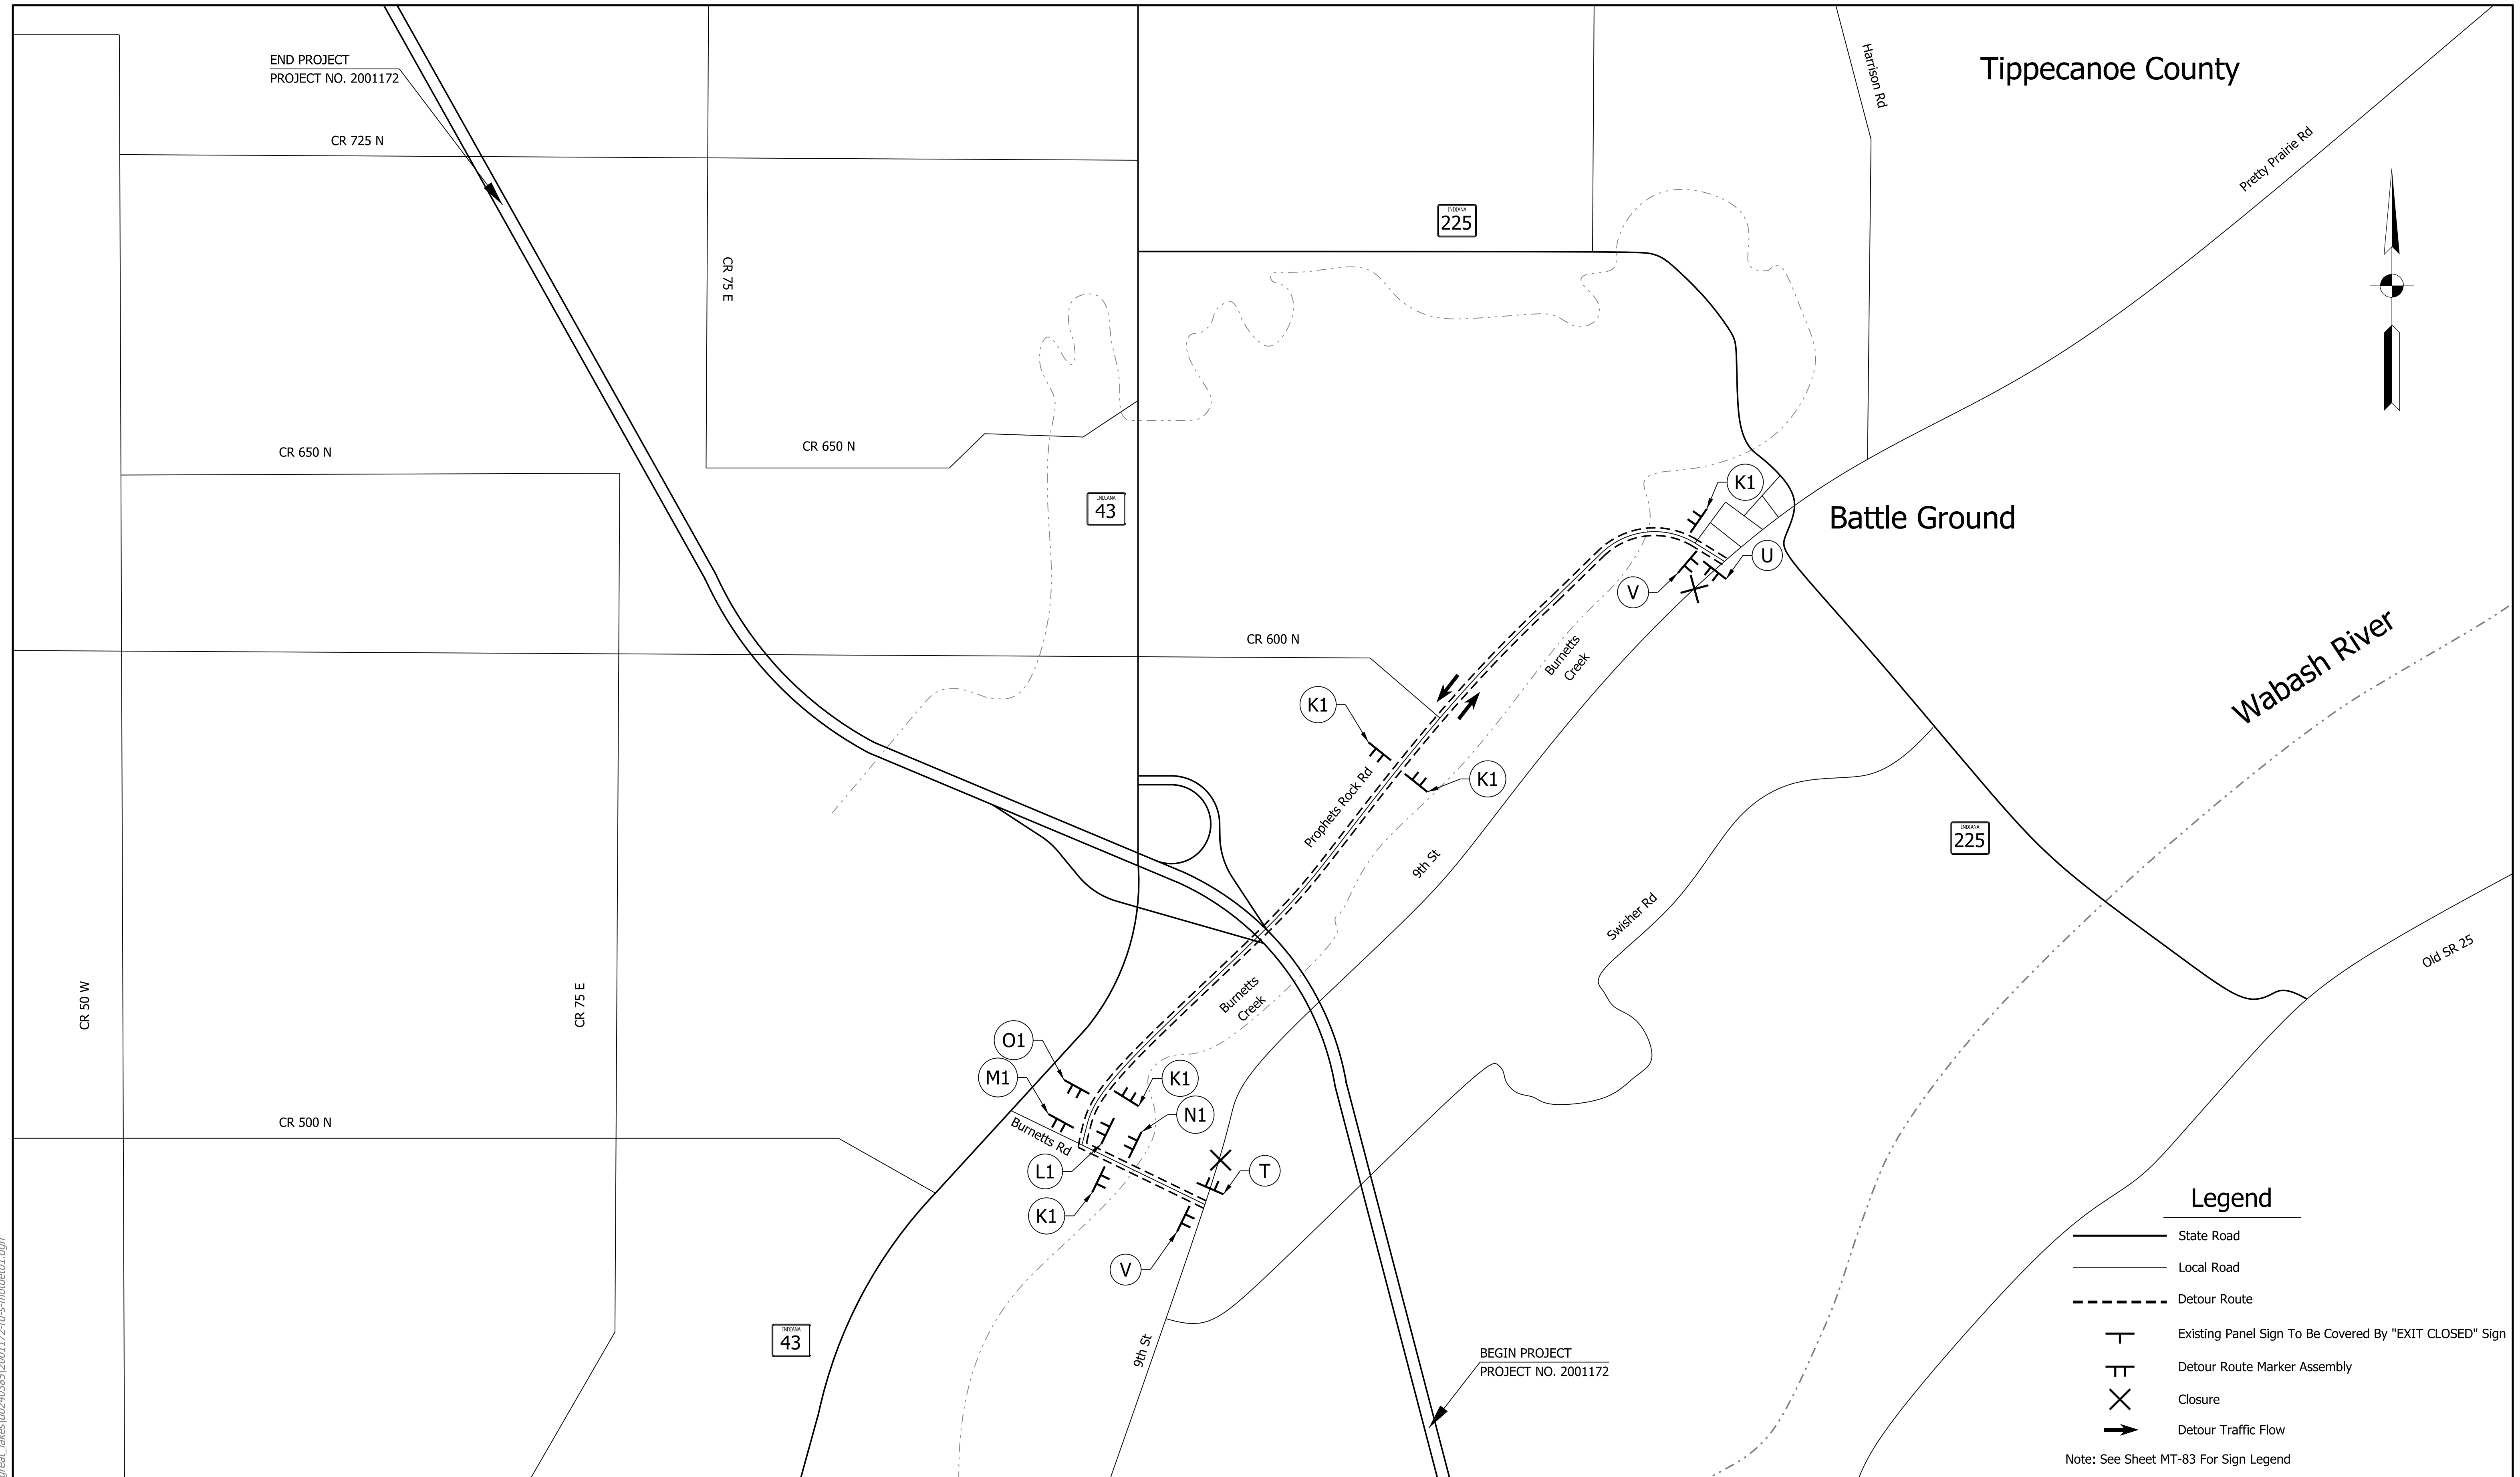 END PROJECT
PROJECT NO. 2001172
Harrison Rd
Tippecanoe County
Pretty Prairie Rd
CR 725 N
INDIANA
225
CR 75 E
CR 650 N
CR 650 N
INDIANA
43
K1
Battle Ground
U
V
CR 600 N
Burnetts
Creek
Wabash River
K1
K1
Prophets Rock Rd
9th St
INDIANA
225
Swisher Rd
Old SR 25
CR 50 W
CR 75 E
Burnetts
Creek
O1
M1
K1
N1
CR 500 N
Burnetts Rd
L1
T
K1
V
INDIANA
43
9th St
BEGIN PROJECT
PROJECT NO. 2001172
Legend
State Road
Local Road
Detour Route
Existing Panel Sign To Be Covered By "EXIT CLOSED" Sign
Detour Route Marker Assembly
Closure
Detour Traffic Flow
Note: See Sheet MT-83 For Sign Legend